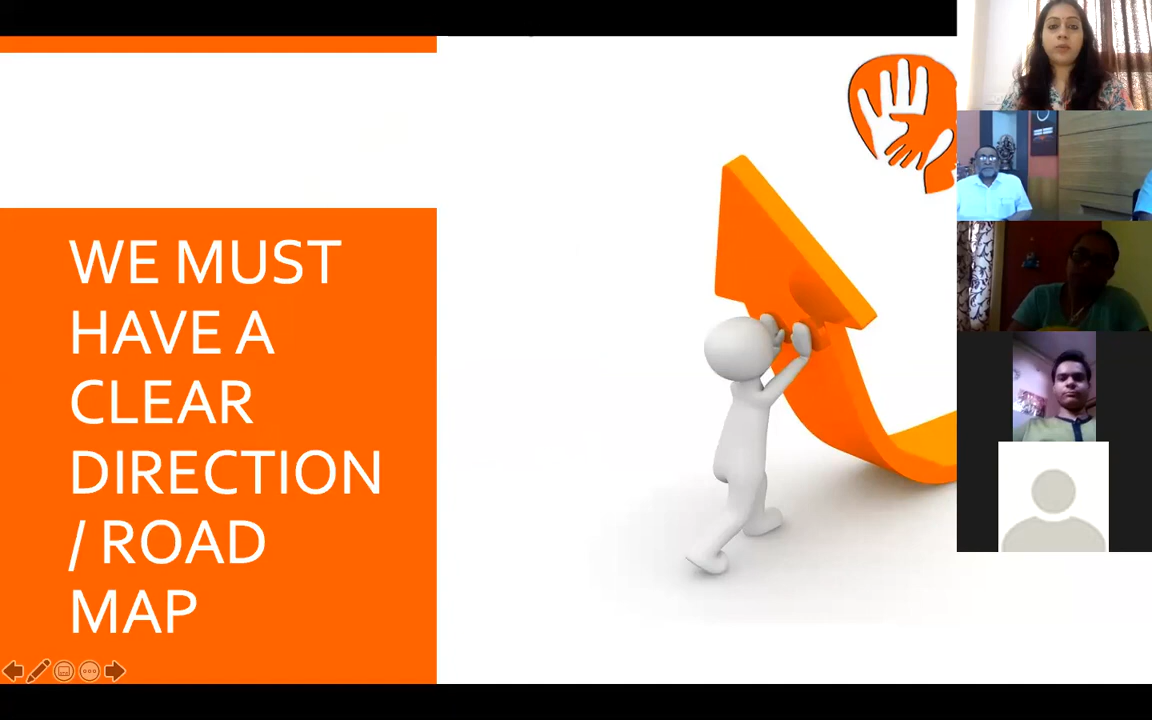 WE MUST
HAVE A
CLEAR
DIRECTION
/ ROAD
MAP